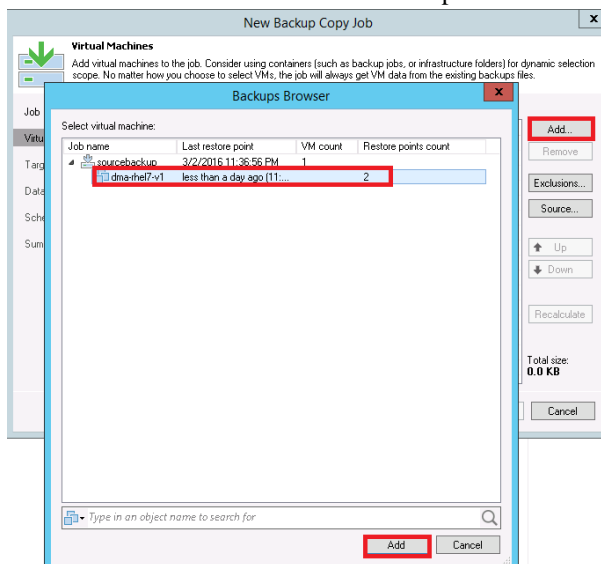 New Backup Copy Job
x
Virtual Machines
Add virtual machines to the job. Consider using containers (such as backup jobs, or infrastructure folders) for dynamic selection
scope. No matter how you choose to select VMs, the job will always get VM data from the existing backups files.
Backups Browser
x
Job
Select virtual machine:
Add...
Virtu
Job name Last restore point VM count Restore points count
Remove
sourcebackup 3/2/2016 11:36:56 PM 1
Targ
dma-rhel7-v1 less than a day ago (11:... 2
Exclusions...
Data
Source...
Sche
Sum
Up
Down
Recalculate
Total size:
0.0 KB
Cancel
Type in an object name to search for
Add Cancel